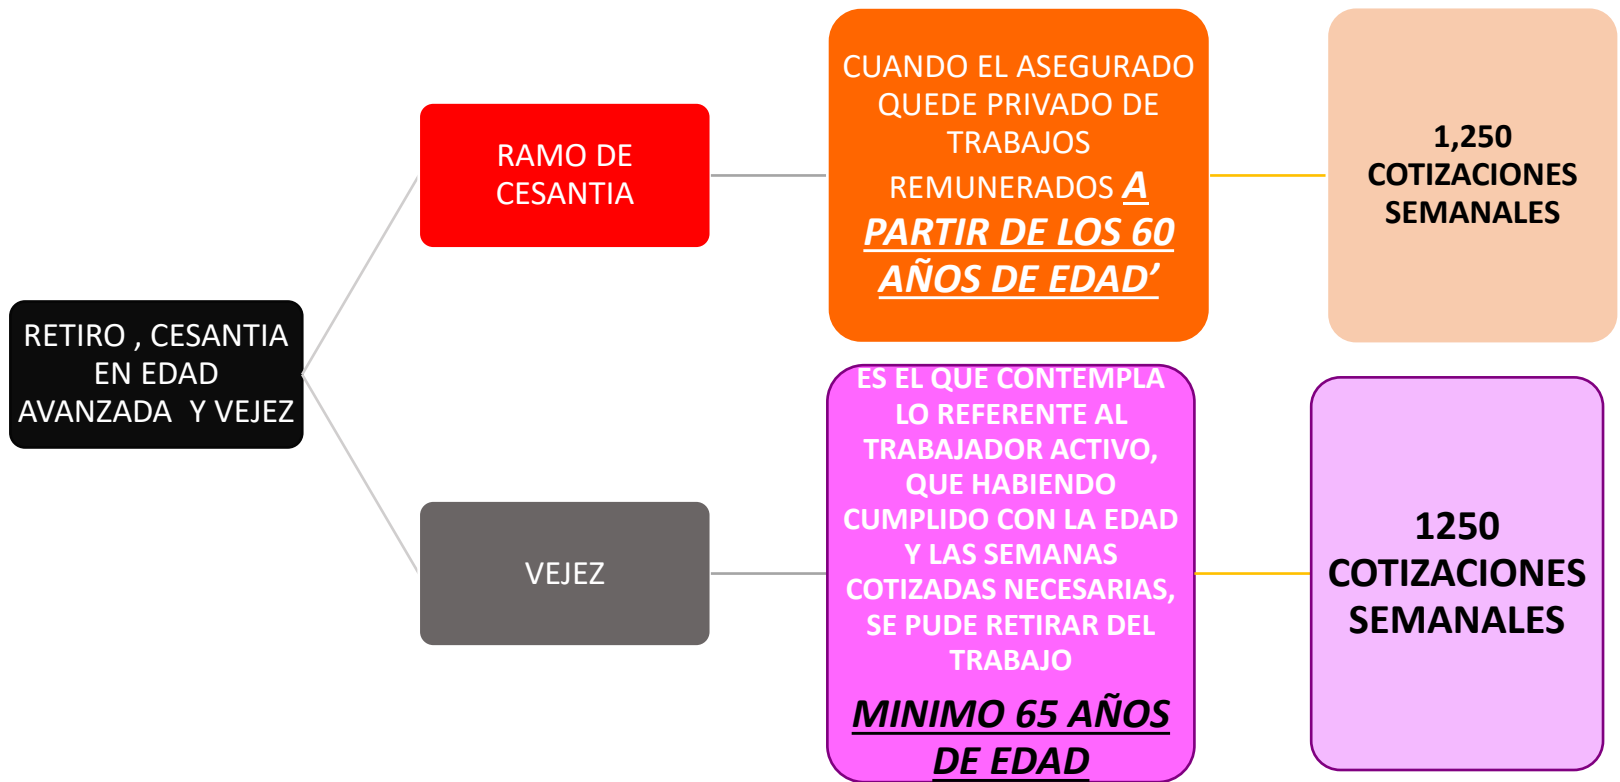 RETIRO , CESANTIA
EN EDAD
AVANZADA Y VEJEZ
RAMO DE
CESANTIA
CUANDO EL ASEGURADO
QUEDE PRIVADO DE
TRABAJOS
REMUNERADOS A
PARTIR DE LOS 60
AÑOS DE EDAD’
1,250
COTIZACIONES
SEMANALES
VEJEZ
ES EL QUE CONTEMPLA
LO REFERENTE AL
TRABAJADOR ACTIVO,
QUE HABIENDO
CUMPLIDO CON LA EDAD
Y LAS SEMANAS
COTIZADAS NECESARIAS,
SE PUDE RETIRAR DEL
TRABAJO
MINIMO 65 AÑOS
DE EDAD
1250
COTIZACIONES
SEMANALES